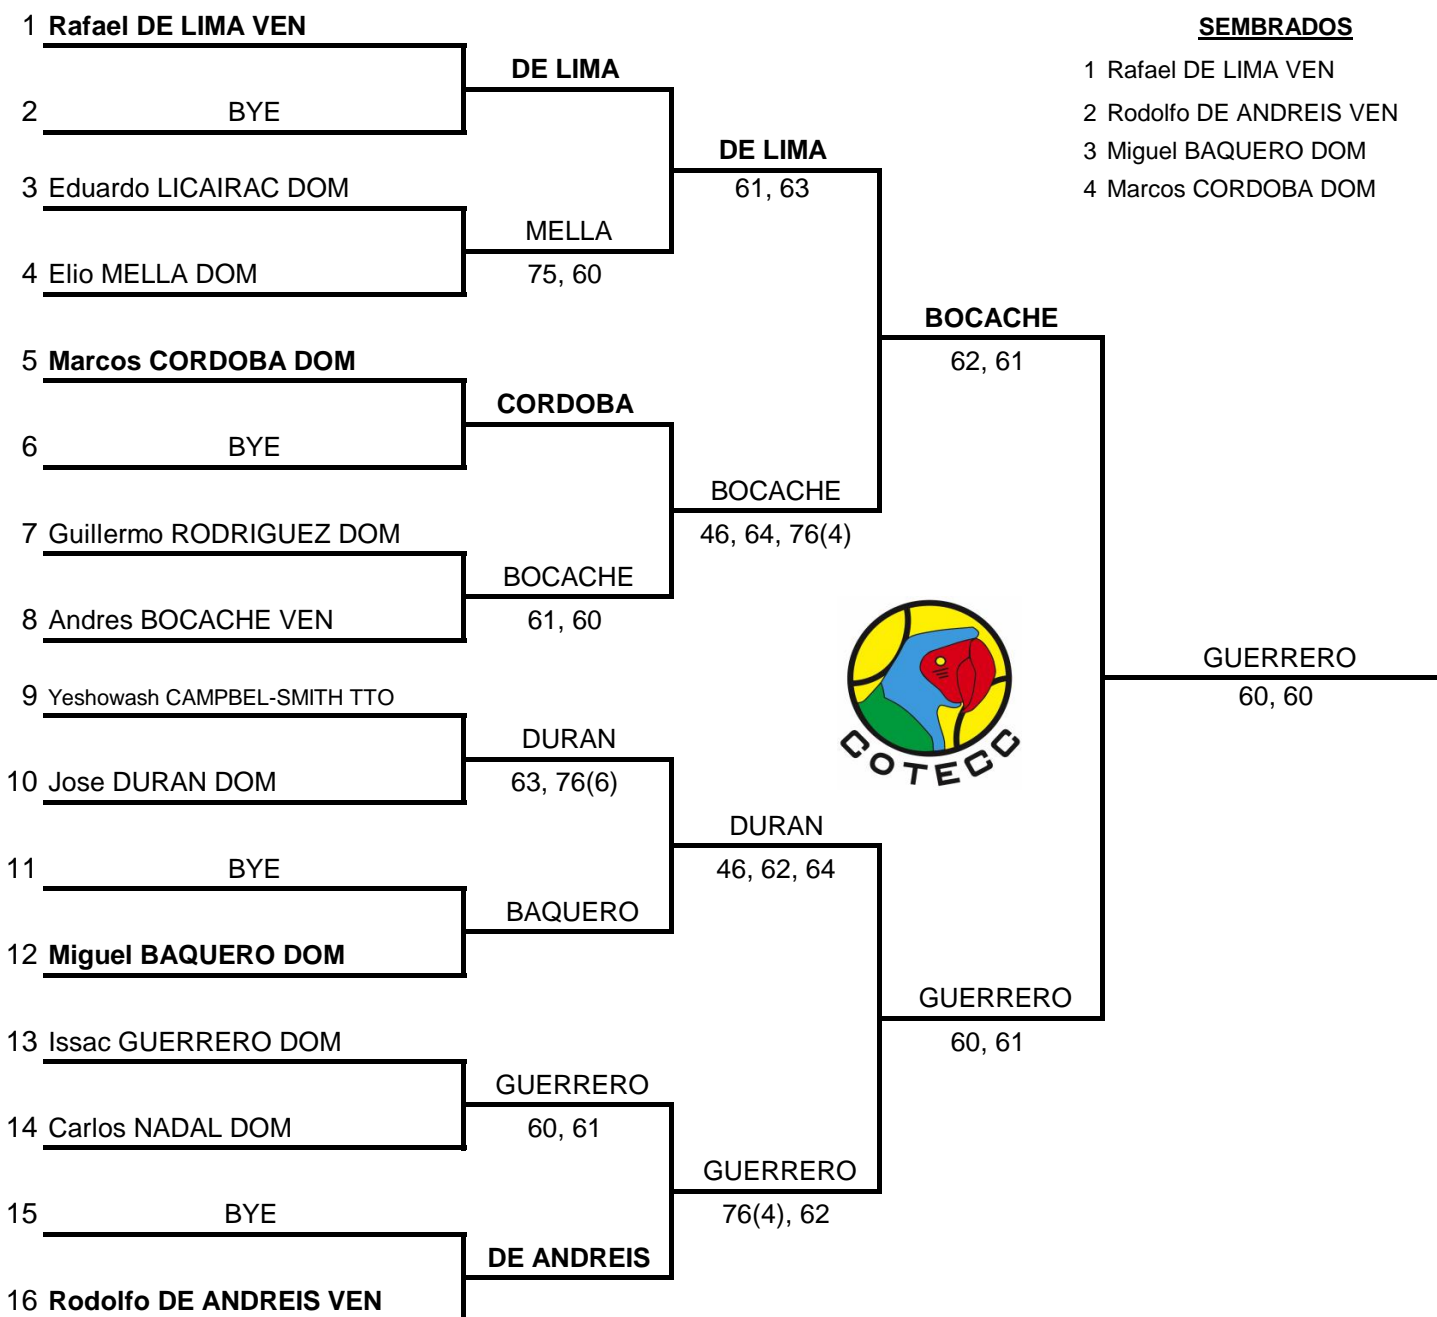 1 Rafael DE LIMA VEN
SEMBRADOS
DE LIMA
1 Rafael DE LIMA VEN
2 BYE
2 Rodolfo DE ANDREIS VEN
DE LIMA
3 Miguel BAQUERO DOM
3 Eduardo LICAIRAC DOM
61, 63
4 Marcos CORDOBA DOM
MELLA
4 Elio MELLA DOM
75, 60
BOCACHE
5 Marcos CORDOBA DOM
62, 61
CORDOBA
6 BYE
BOCACHE
7 Guillermo RODRIGUEZ DOM
46, 64, 76(4)
BOCACHE
8 Andres BOCACHE VEN
61, 60
GUERRERO
9 Yeshowash CAMPBEL-SMITH TTO
60, 60
DURAN
COTECC
10 Jose DURAN DOM
63, 76(6)
DURAN
11 BYE
46, 62, 64
BAQUERO
12 Miguel BAQUERO DOM
GUERRERO
13 Issac GUERRERO DOM
60, 61
GUERRERO
14 Carlos NADAL DOM
60, 61
GUERRERO
15 BYE
76(4), 62
DE ANDREIS
16 Rodolfo DE ANDREIS VEN